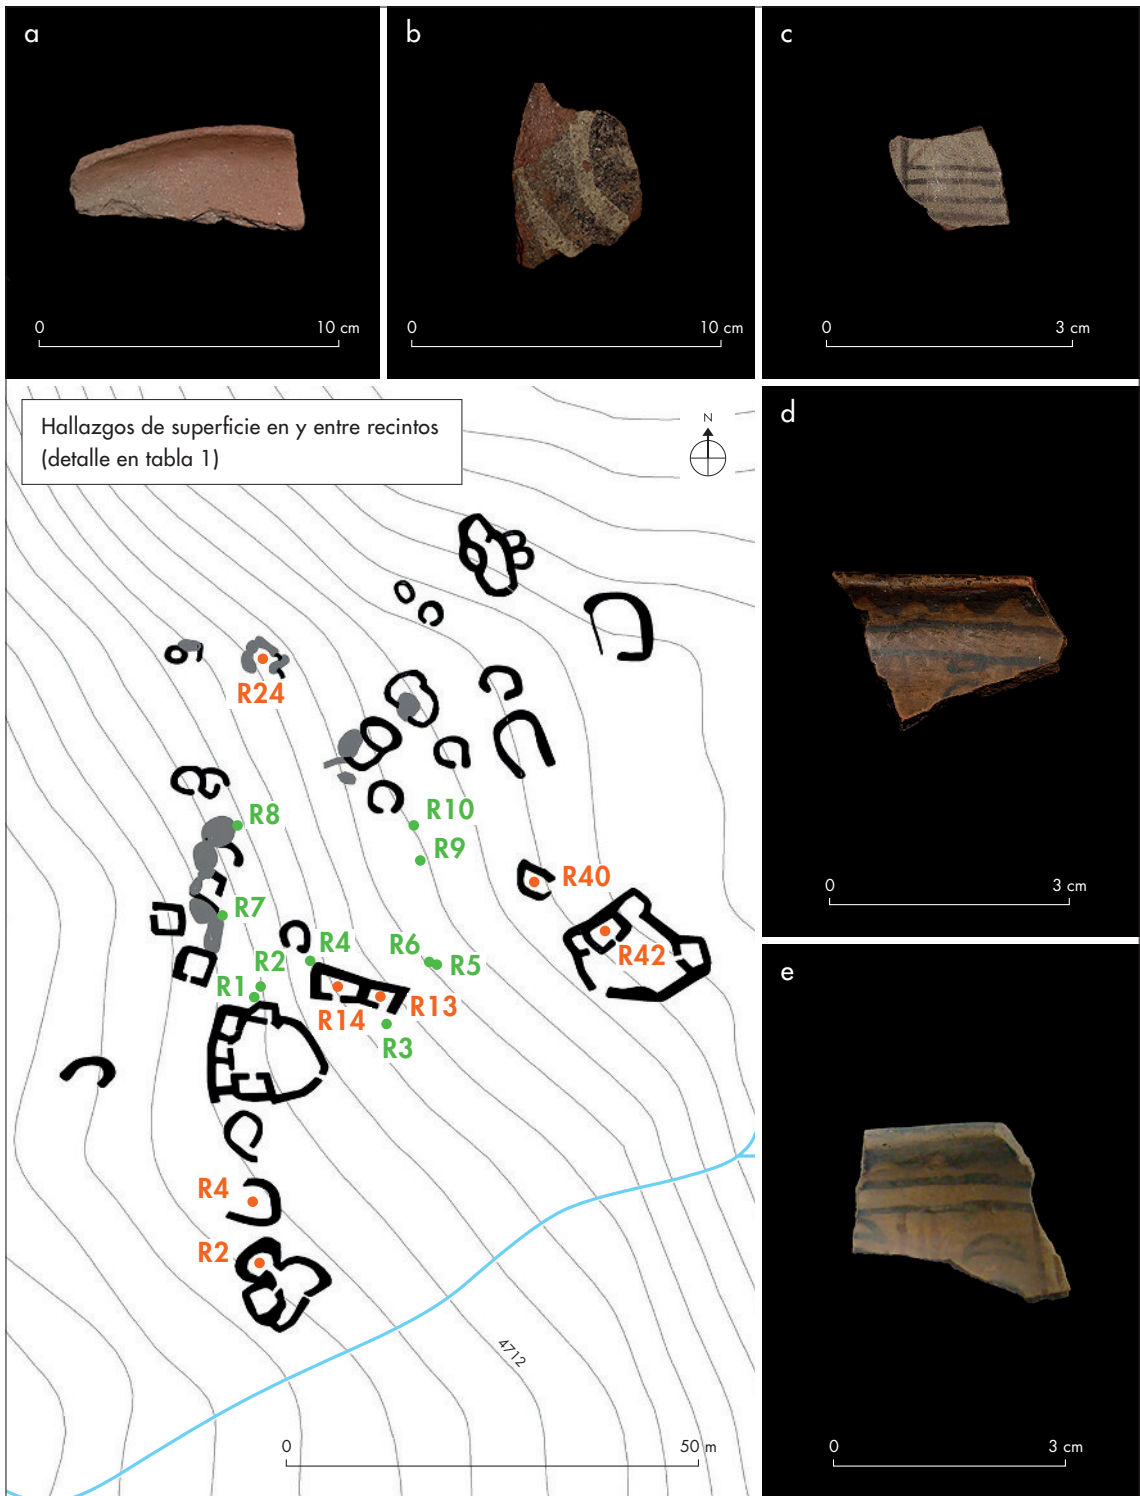 a
0 10 cm
b
0 10 cm
c
0 3 cm
Hallazgos de superficie en y entre recintos
(detalle en tabla 1)
N
R24
R8
R10
R9
R40
R7
R4
R6
R5
R42
R2
R1
R14
R13
R3
R4
R2
4712
0 50 m
d
0 3 cm
e
0 3 cm